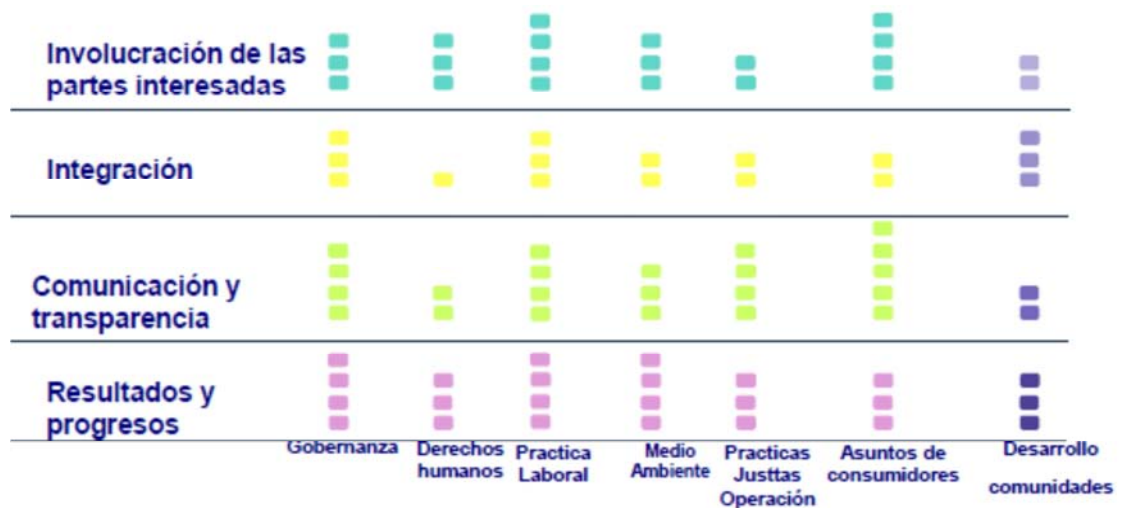 Involucración de las
partes interesadas
Integración
Comunicación y
transparencia
Resultados y
progresos
Gobernanza
Derechos
humanos
Practica
Laboral
Medio
Ambiente
Practicas
Justtas
Operación
Asuntos de
consumidores
Desarrollo
comunidades